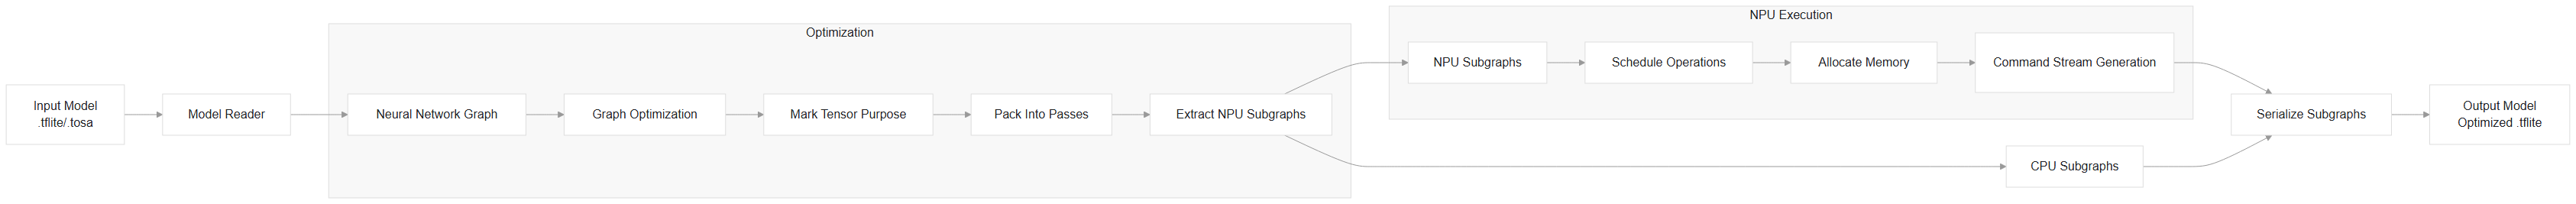 Input Model
.tflite/.tosa
Model Reader
Optimization
Neural Network Graph
Graph Optimization
Mark Tensor Purpose
Pack Into Passes
Extract NPU Subgraphs
NPU Execution
NPU Subgraphs
Schedule Operations
Allocate Memory
Command Stream Generation
CPU Subgraphs
Serialize Subgraphs
Output Model
Optimized .tflite